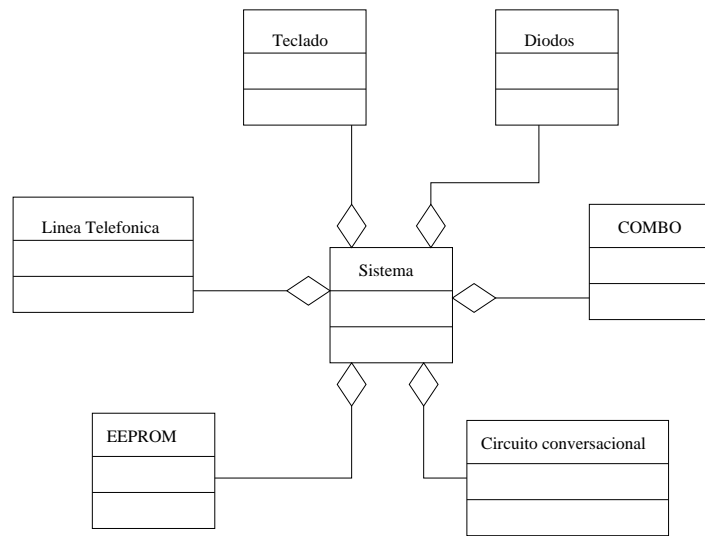 Teclado
Diodos
Linea Telefonica
COMBO
Sistema
EEPROM
Circuito conversacional